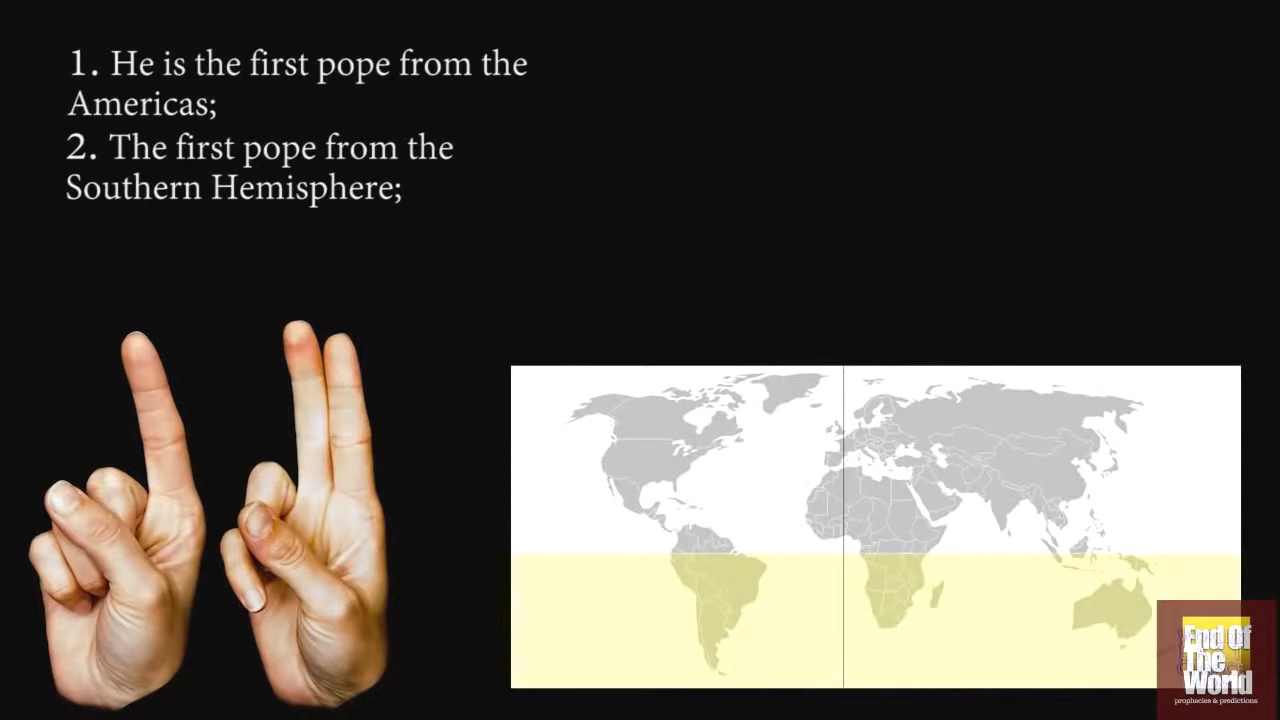 1. He is the first pope from the
Americas;
2. The first pope from the
Southern Hemisphere;
End Of
The
World
prophecies & predictions